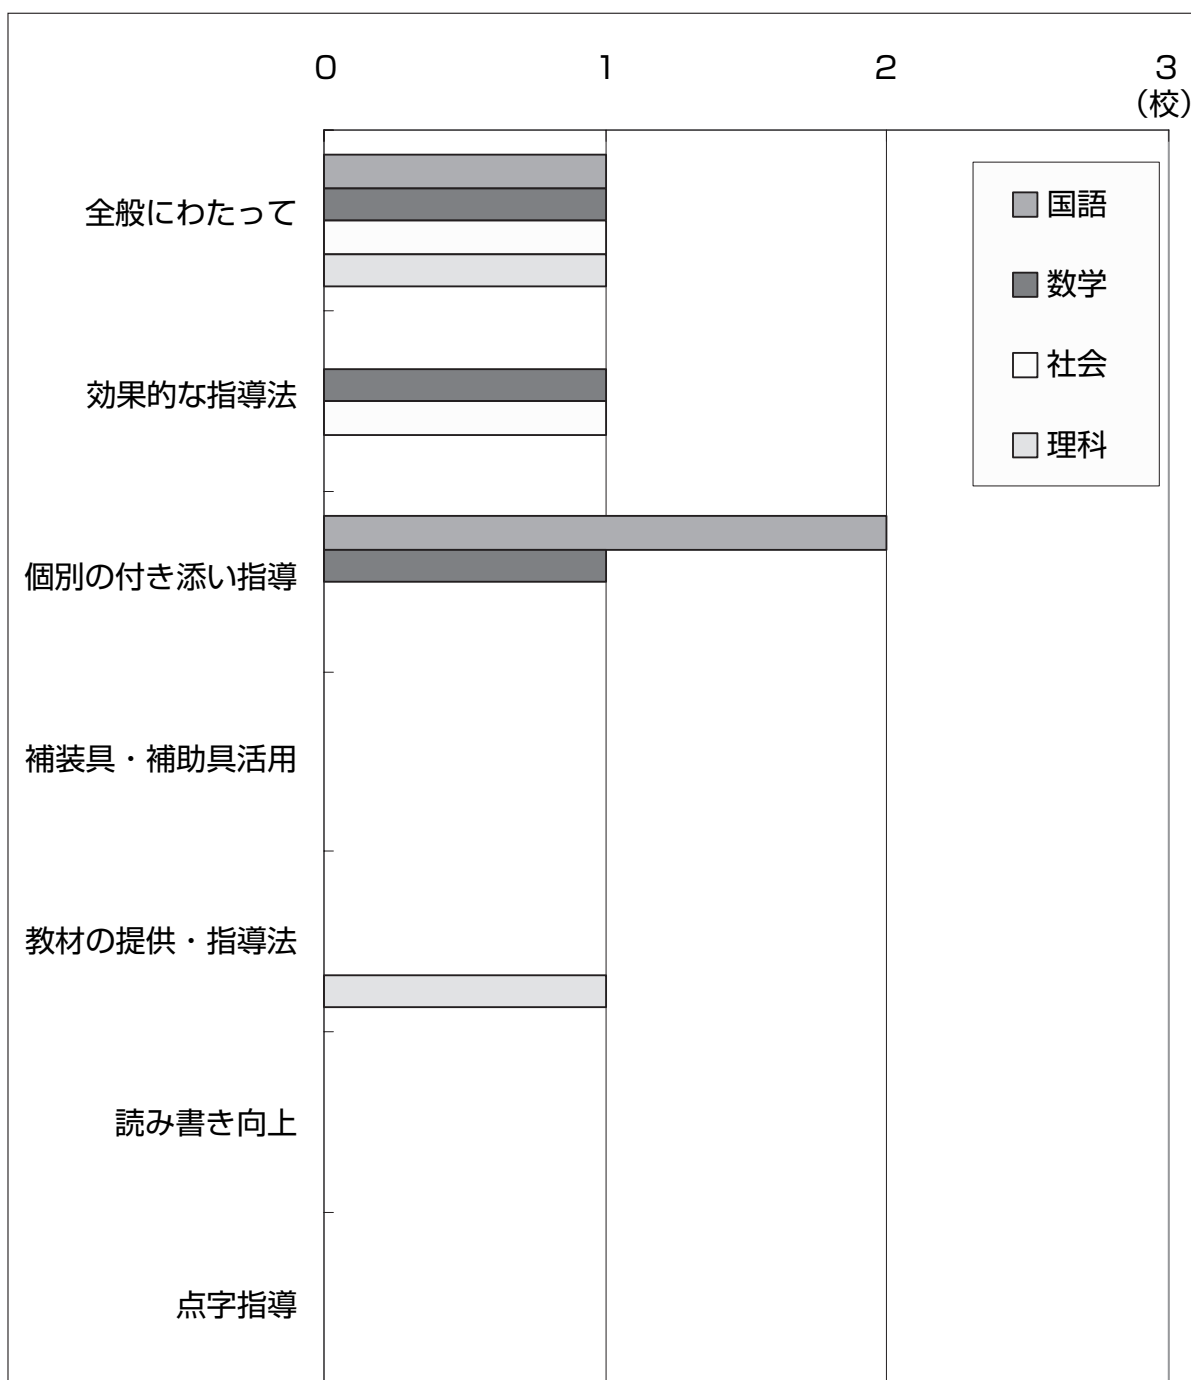 0 1 2 3
（校）
全般にわたって
効果的な指導法
個別の付き添い指導
補装具・補助具活用
教材の提供・指導法
読み書き向上
点字指導
国語
数学
社会
理科